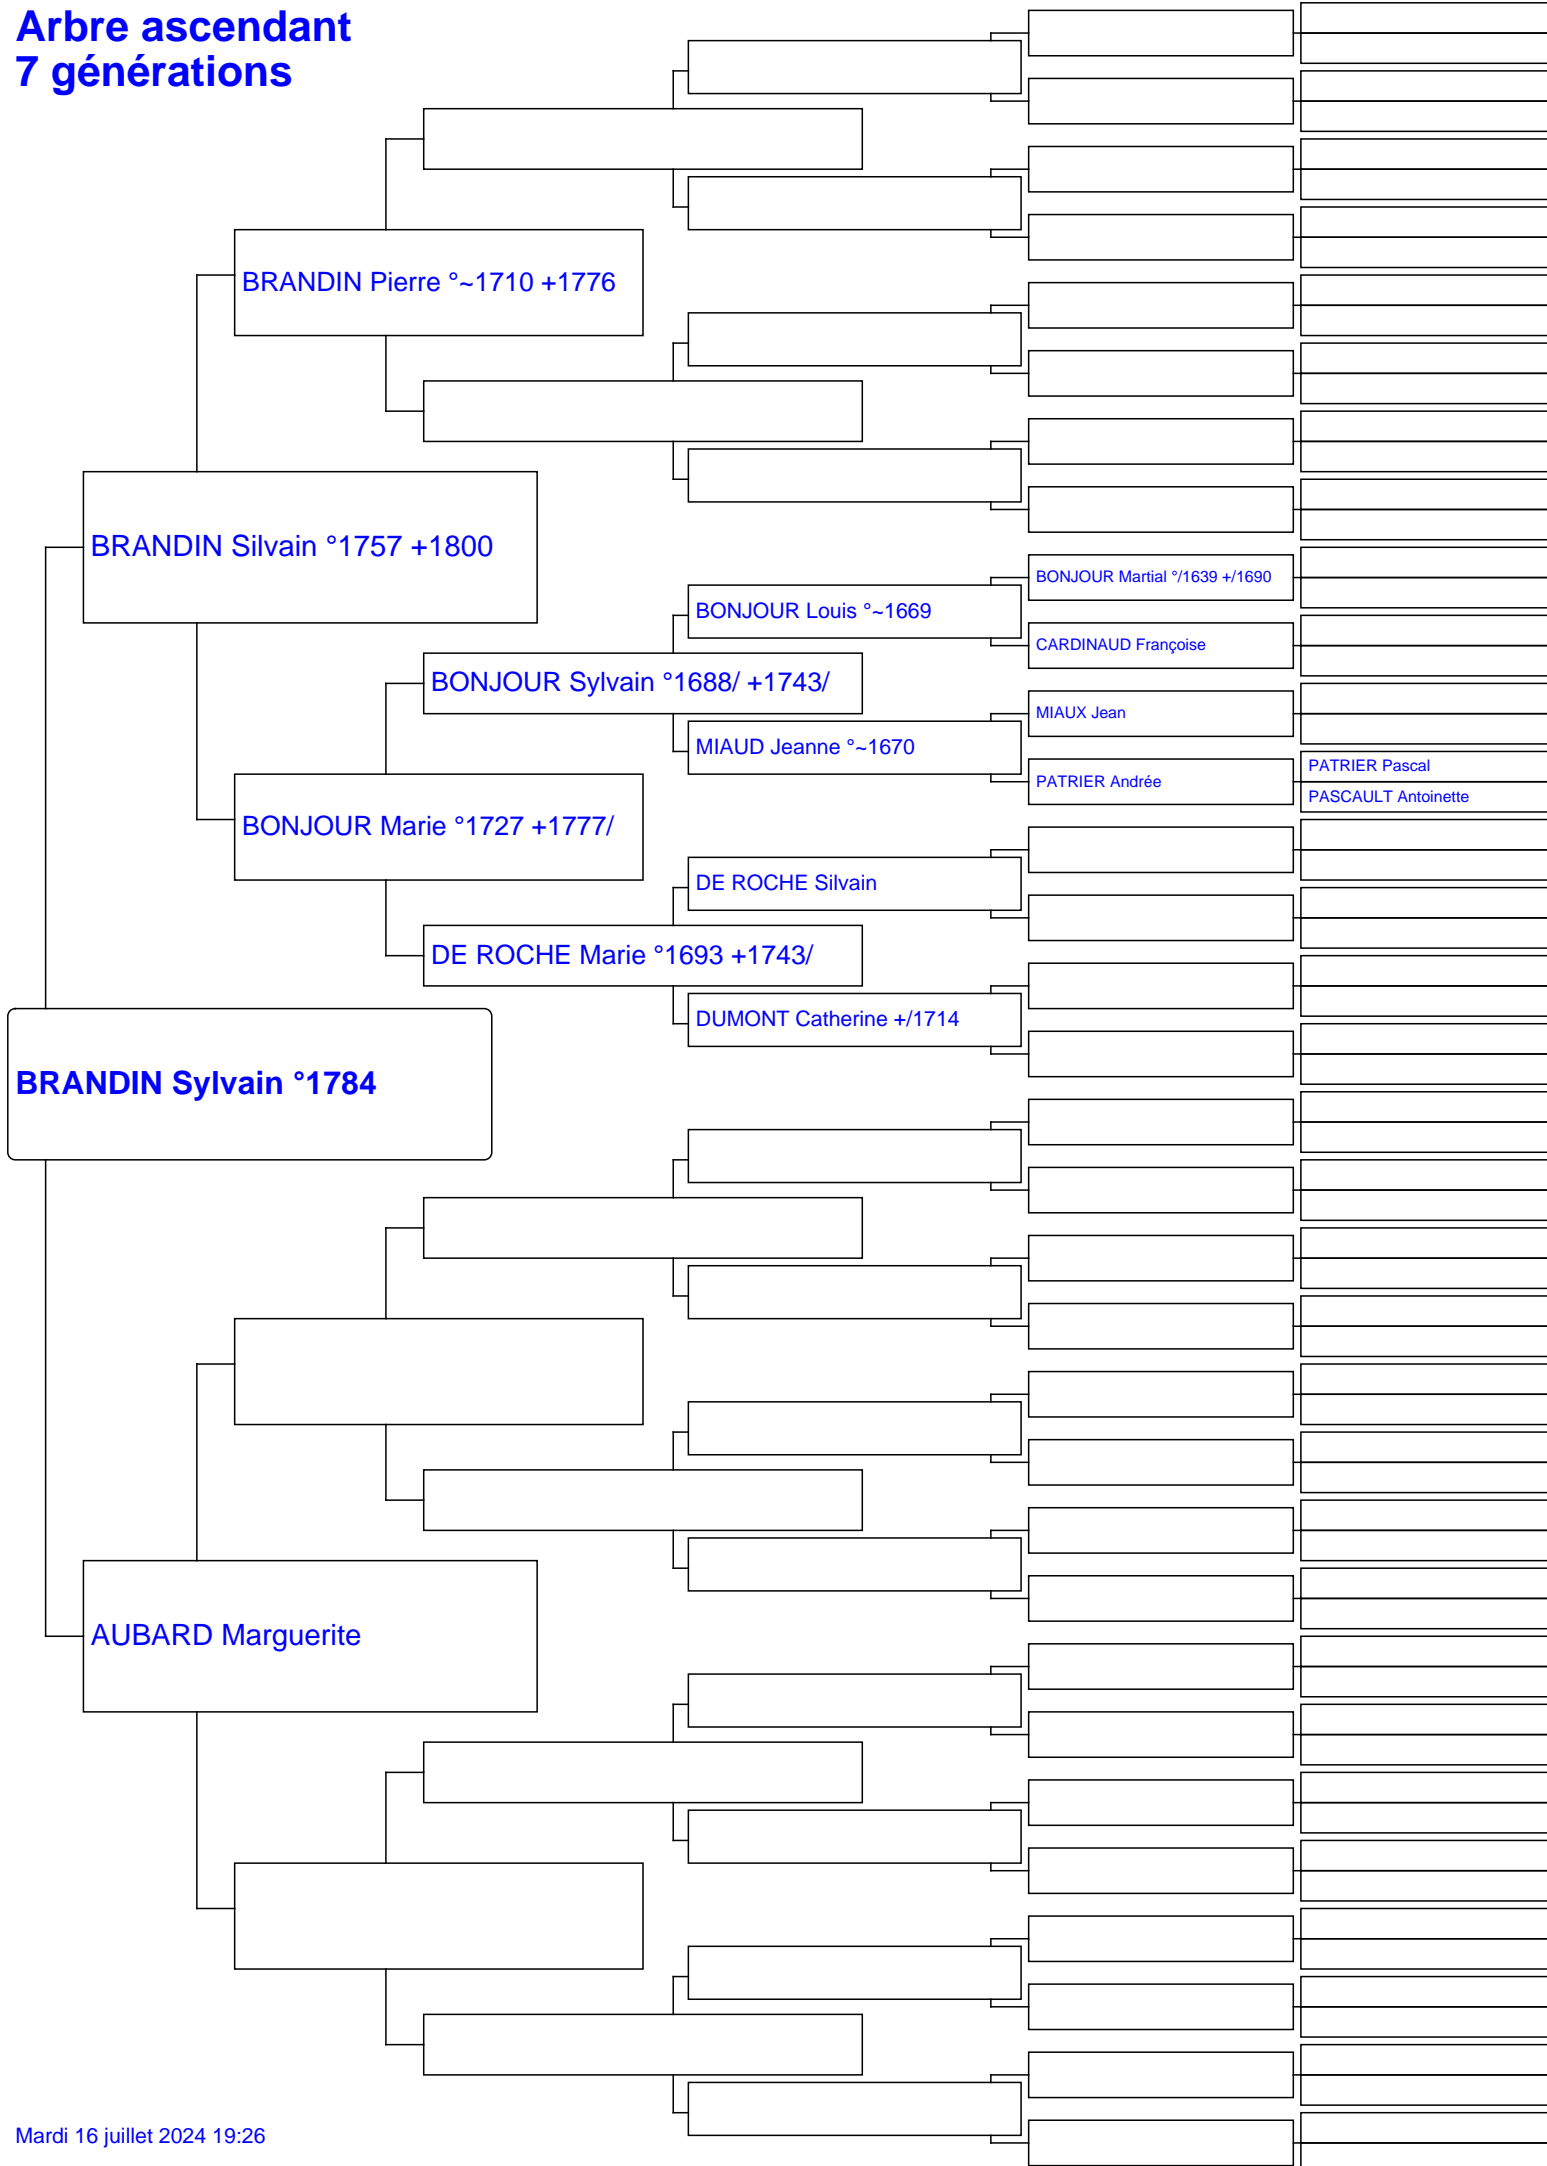 Arbre ascendant
7 générations
BRANDIN Pierre °~1710 +1776
BRANDIN Silvain °1757 +1800
BONJOUR Martial °/1639 +/1690
BONJOUR Louis °~1669
CARDINAUD Françoise
BONJOUR Sylvain °1688/ +1743/
MIAUX Jean
MIAUD Jeanne °~1670
PATRIER Pascal
PATRIER Andrée
PASCAULT Antoinette
BONJOUR Marie °1727 +1777/
DE ROCHE Silvain
DE ROCHE Marie °1693 +1743/
DUMONT Catherine +/1714
BRANDIN Sylvain °1784
AUBARD Marguerite
Mardi 16 juillet 2024 19:26